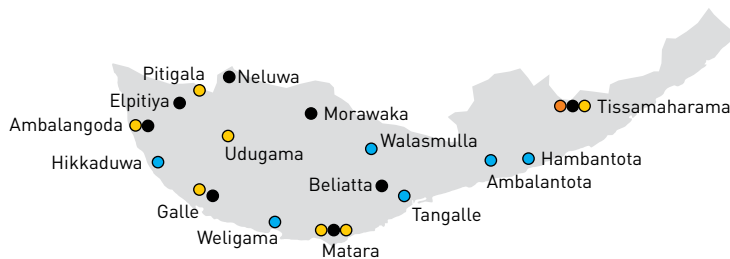 Pitigala
Neluwa
Elpitiya
Tissamaharama
Morawaka
Ambalangoda
Walasmulla
Udugama
Hikkaduwa
Hambantota
Ambalantota
Beliatta
Galle
Tangalle
Weligama
Matara